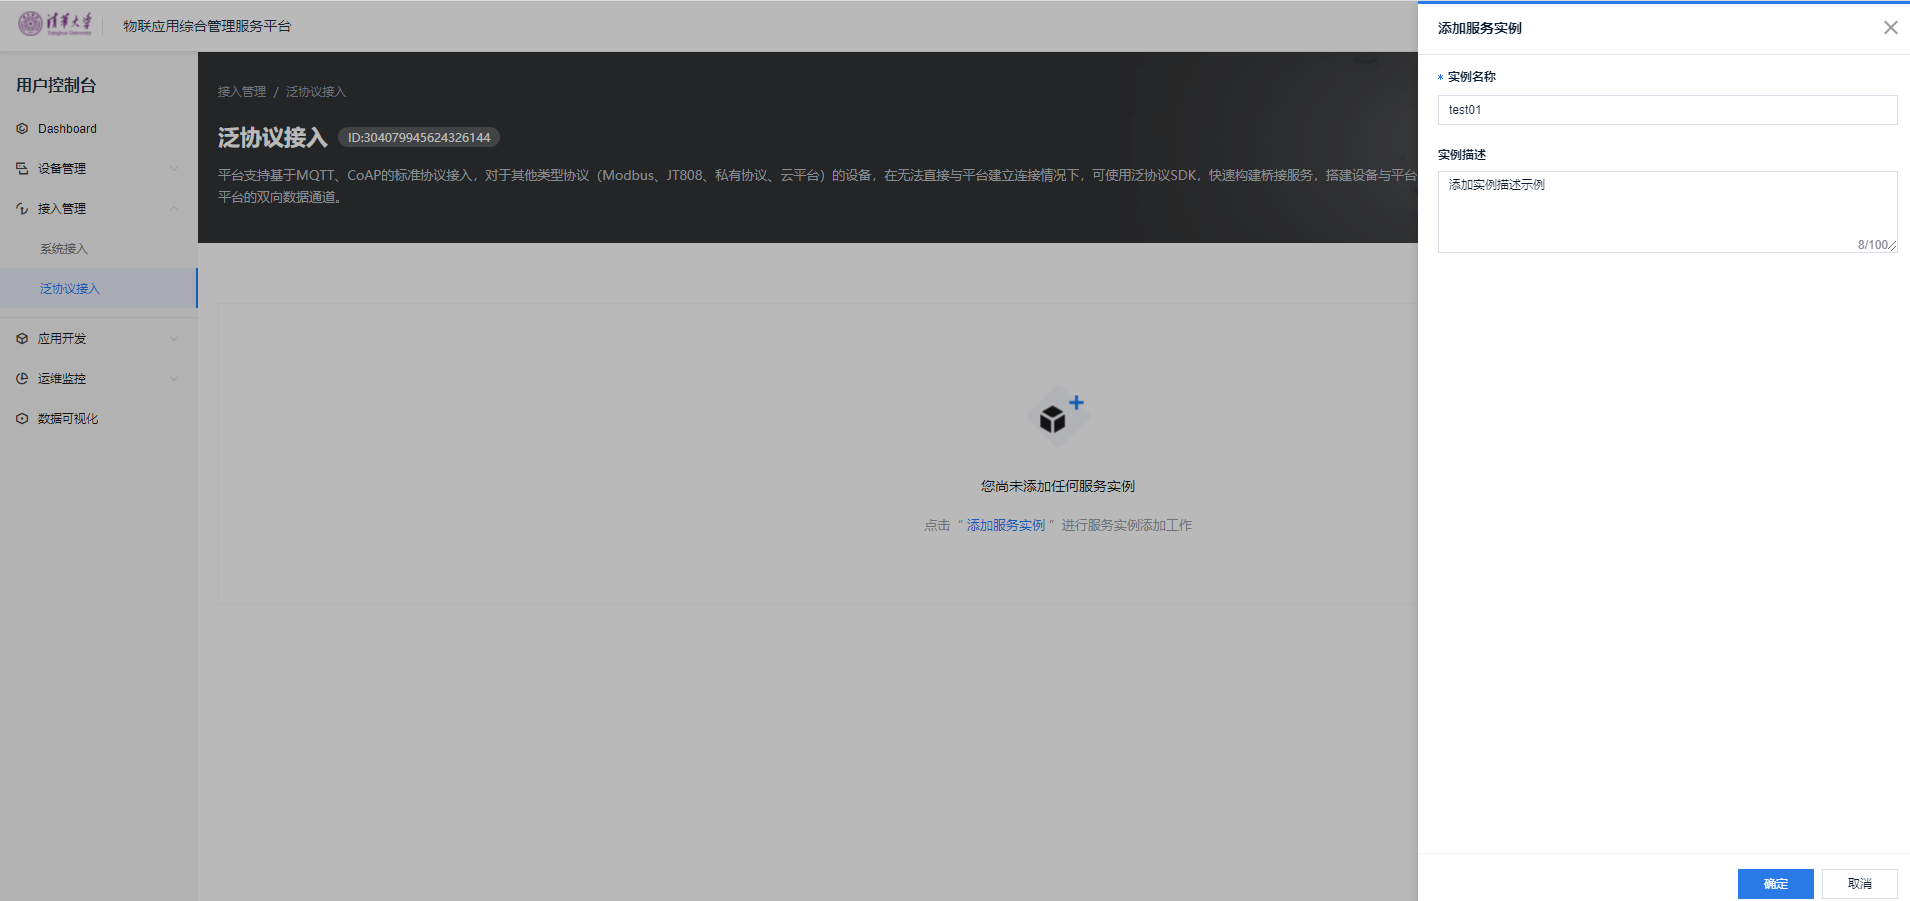 清华大学
Tsinghua University
物联应用综合管理服务平台
用户控制台
Dashboard
设备管理
接入管理
系统接入
泛协议接入
应用开发
运维监控
数据可视化
接入管理 / 泛协议接入
泛协议接入 ID:304079945624326144
平台支持基于MQTT、CoAP的标准协议接入，对于其他类型协议（Modbus、JT808、私有协议、云平台）的设备，在无法直接与平台建立连接情况下，可使用泛协议SDK，快速构建桥接服务，搭建设备与平台
平台的双向数据通道。
您尚未添加任何服务实例
点击 “ 添加服务实例 ” 进行服务实例添加工作
添加服务实例
* 实例名称
test01
实例描述
添加实例描述示例
8/100
确定 取消